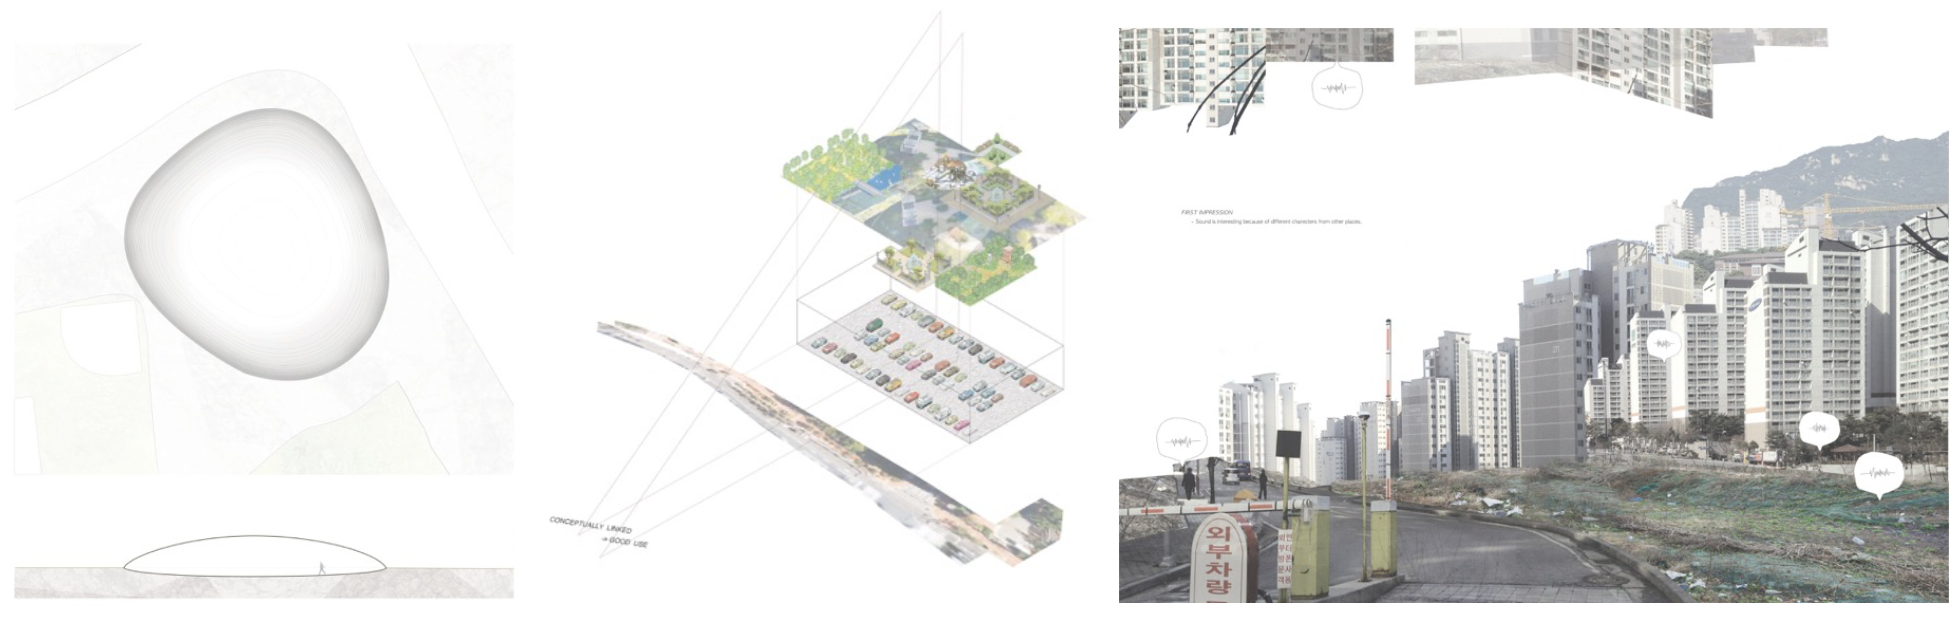 CONCEPTUALLY LINKED
→ GOOD USE
FIRST IMPRESSION
- Sound is interesting because of different characters from other places.
외부차량